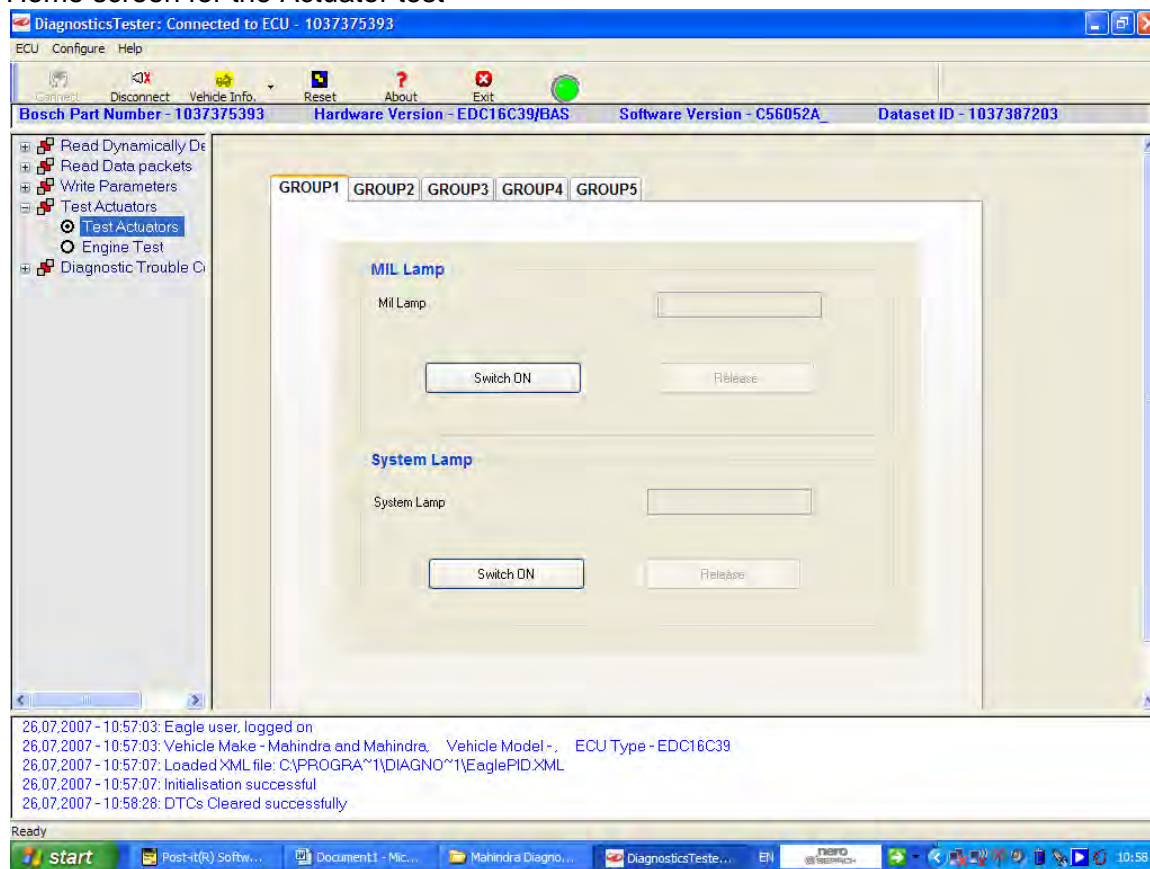 Home screen for the Actuator test
DiagnosticsTester: Connected to ECU - 1037375393
ECU Configure Help
Connect Disconnect Vehicle Info. Reset About Exit
Bosch Part Number - 1037375393 Hardware Version - EDC16C39/BAS Software Version - C56052A_ Dataset ID - 1037387203
Read Dynamically De
Read Data packets
Write Parameters
Test Actuators
Test Actuators
Engine Test
Diagnostic Trouble C
GROUP1 GROUP2 GROUP3 GROUP4 GROUP5
MIL Lamp
Mil Lamp
Switch ON Release
System Lamp
System Lamp
Switch ON Release
26,07,2007 - 10:57:03: Eagle user, logged on
26,07,2007 - 10:57:03: Vehicle Make - Mahindra and Mahindra, Vehicle Model - , ECU Type - EDC16C39
26,07,2007 - 10:57:07: Loaded XML file: C:\PROGRA~1\DIAGNO~1\EaglePID.XML
26,07,2007 - 10:57:07: Initialisation successful
26,07,2007 - 10:58:28: DTCs Cleared successfully
Ready
start Post-it(R) Softw... Document1 - Mic... Mahindra Diagno... DiagnosticsTeste... EN nero SEARCH 10:58